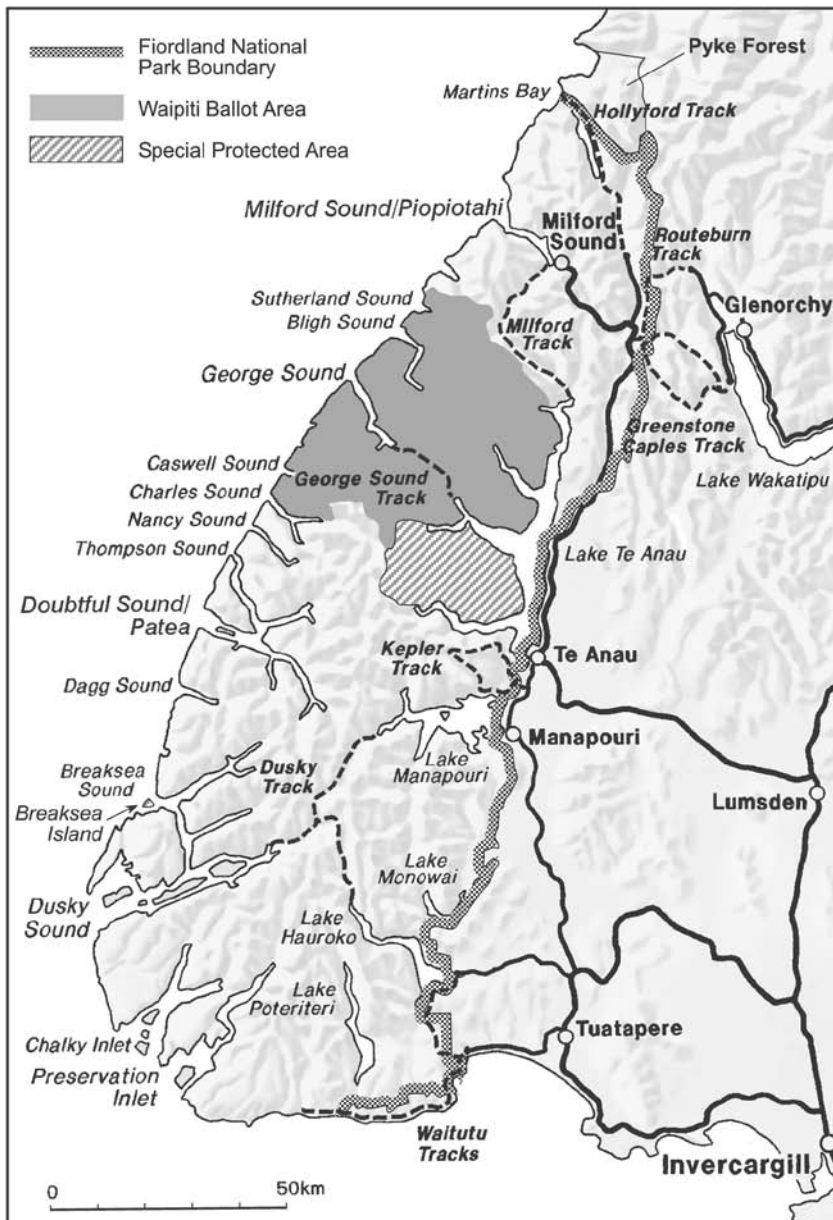 Fiordland National
Park Boundary
Waipiti Ballot Area
Special Protected Area
Pyke Forest
Martins Bay
Hollyford Track
Milford Sound/Piopiotahi
Milford
Sound
Routeburn
Track
Sutherland Sound
Bligh Sound
Milford
Track
Glenorchy
George Sound
Greenstone
Caples Track
Caswell Sound
Charles Sound
George Sound
Track
Lake Wakatipu
Nancy Sound
Thompson Sound
Lake Te Anau
Doubtful Sound/
Patea
Kepler
Track
Te Anau
Dagg Sound
Manapouri
Lake
Manapouri
Breaksea
Sound
Dusky
Track
Breaksea
Island
Lumsden
Lake
Monowai
Dusky
Sound
Lake
Hauroko
Lake
Poteriteri
Tuatapere
Chalky Inlet
Preservation
Inlet
Waitutu
Tracks
Invercargill
0 50km